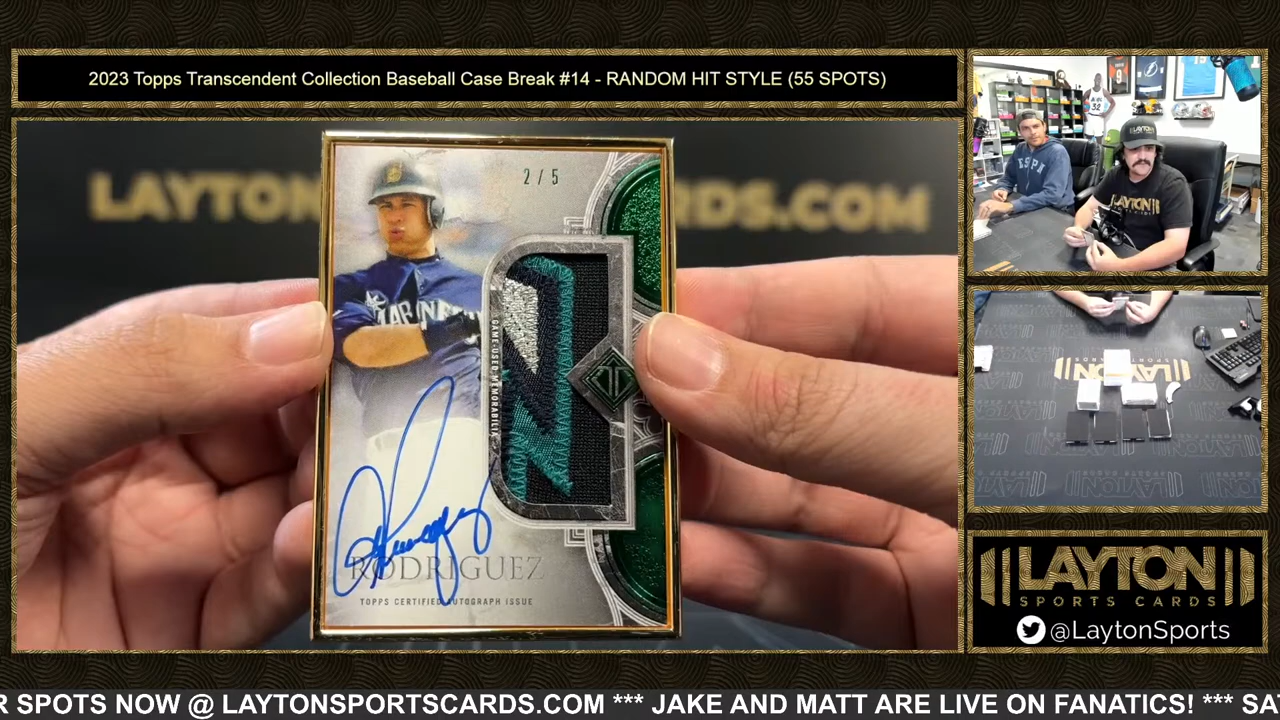 2023 Topps Transcendent Collection Baseball Case Break #14 - RANDOM HIT STYLE (55 SPOTS)
2 / 5
MARINE
GAME-USED MEMORABILIA
RODRIGUEZ
TOPPS CERTIFIED AUTOGRAPH ISSUE
LAYTON
SPORTS CARDS
@LaytonSports
R SPOTS NOW @ LAYTONSPORTSCARDS.COM *** JAKE AND MATT ARE LIVE ON FANATICS! *** SA